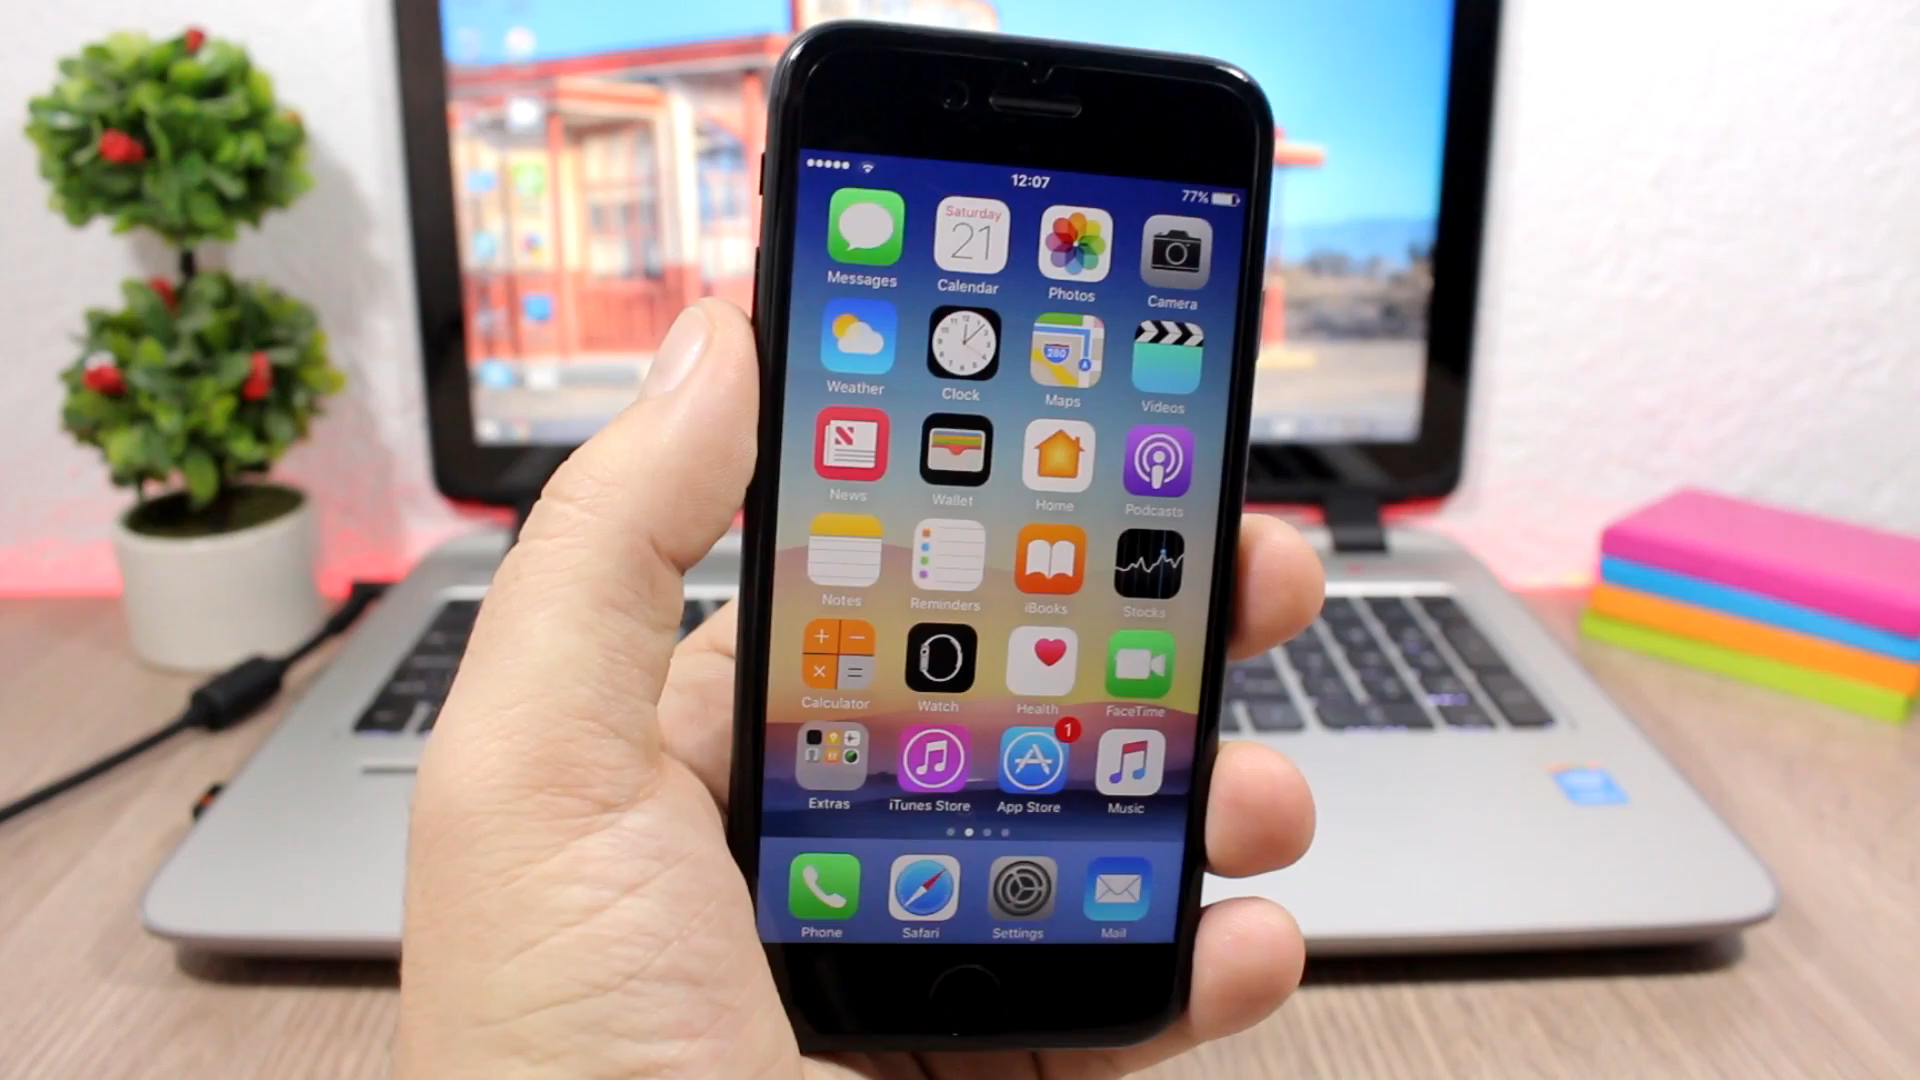 12:07
77%
Saturday
21
Messages
Calendar
Photos
Camera
280
Weather
Clock
Maps
Videos
News
Wallet
Home
Podcasts
Notes
Reminders
iBooks
Stocks
Calculator
Watch
Health
FaceTime
1
Extras
iTunes Store
App Store
Music
Phone
Safari
Settings
Mail